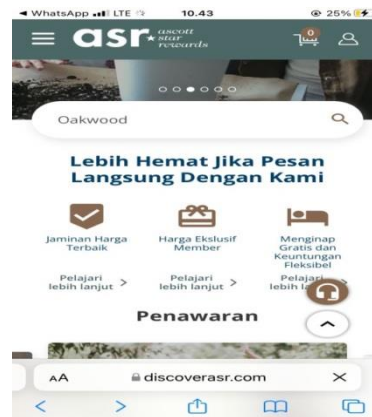 WhatsApp LTE 10.43 25%
asr ascott
star
rewards
0
Oakwood
Lebih Hemat Jika Pesan
Langsung Dengan Kami
Jaminan Harga
Terbaik
Pelajari
lebih lanjut >
Harga Ekslusif
Member
Pelajari
lebih lanjut >
Menginap
Gratis dan
Keuntungan
Fleksibel
Pelajari
Penawaran
AA discoverasr.com